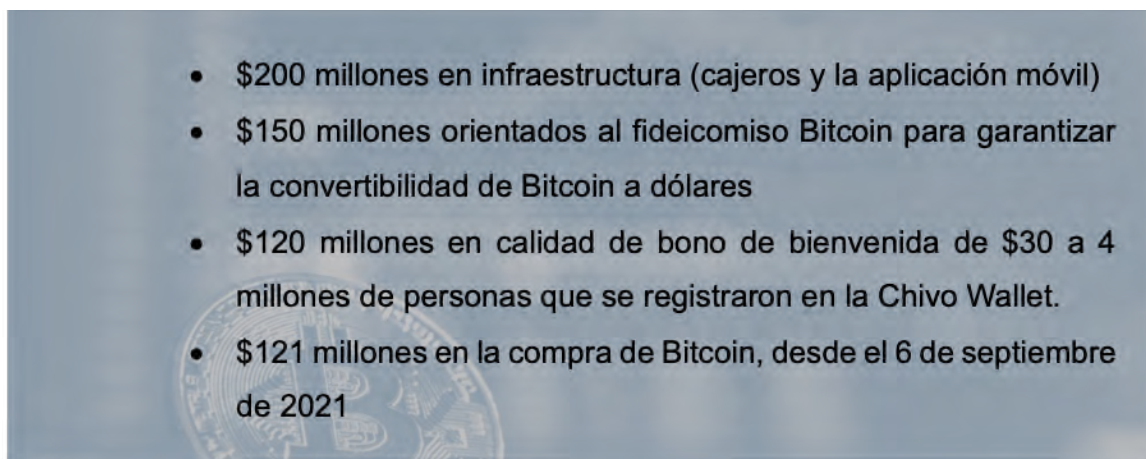 • $200 millones en infraestructura (cajeros y la aplicación móvil)
• $150 millones orientados al fideicomiso Bitcoin para garantizar
la convertibilidad de Bitcoin a dólares
• $120 millones en calidad de bono de bienvenida de $30 a 4
millones de personas que se registraron en la Chivo Wallet.
• $121 millones en la compra de Bitcoin, desde el 6 de septiembre
de 2021